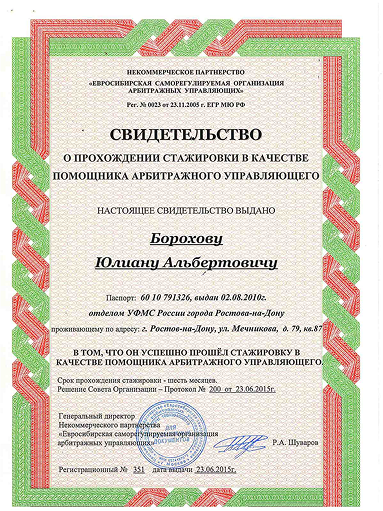 НЕКОММЕРЧЕСКОЕ ПАРТНЕРСТВО
«ЕВРОСИБИРСКАЯ САМОРЕГУЛИРУЕМАЯ ОРГАНИЗАЦИЯ
АРБИТРАЖНЫХ УПРАВЛЯЮЩИХ»
Рег. № 0023 от 23.11.2005 г. ЕГР МЮ РФ
СВИДЕТЕЛЬСТВО
О ПРОХОЖДЕНИИ СТАЖИРОВКИ В КАЧЕСТВЕ
ПОМОЩНИКА АРБИТРАЖНОГО УПРАВЛЯЮЩЕГО
НАСТОЯЩЕЕ СВИДЕТЕЛЬСТВО ВЫДАНО
Борохову
Юлиану Альбертовичу
Паспорт: 60 10 791326, выдан 02.08.2010г.
отделом УФМС России города Ростова-на-Дону
проживающему по адресу: г. Ростов-на-Дону, ул. Мечникова, д. 79, кв.87
В ТОМ, ЧТО ОН УСПЕШНО ПРОШЁЛ СТАЖИРОВКУ В
КАЧЕСТВЕ ПОМОЩНИКА АРБИТРАЖНОГО УПРАВЛЯЮЩЕГО
Срок прохождения стажировки - шесть месяцев.
Решение Совета Организации – Протокол № 200 от 23.06.2015г.
Генеральный директор
Некоммерческого партнерства
«Евросибирская саморегулируемая организация
арбитражных управляющих»
Р.А. Шуваров
ДЛЯ
ДОКУМЕНТОВ
Регистрационный № 351 дата выдачи 23.06.2015г.